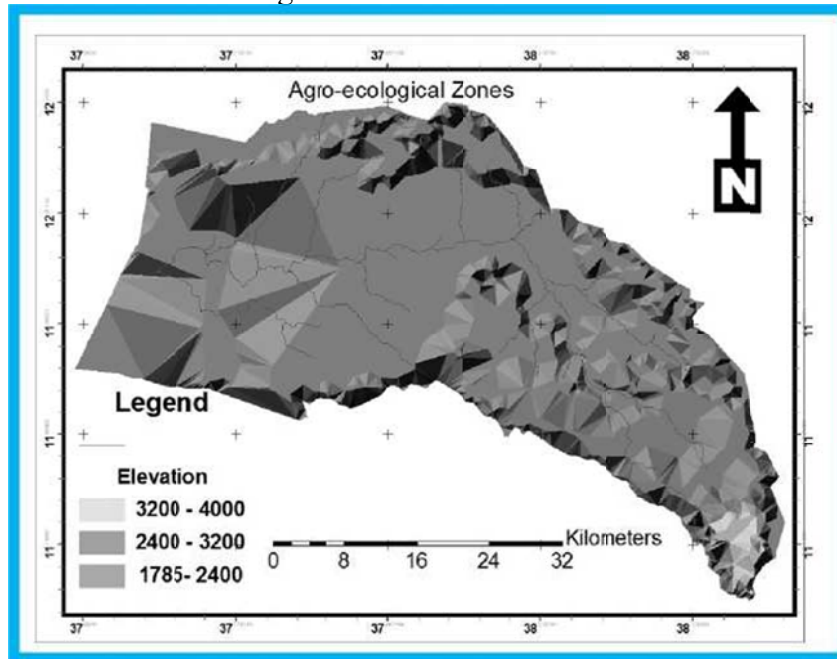 37 37 37 38 38
Agro-ecological Zones
12 12
N
12 12
11 11
Legend
11 11
Elevation
3200 - 4000
2400 - 3200
1785- 2400
Kilometers
0 8 16 24 32
11 11
37 37 37 38 38